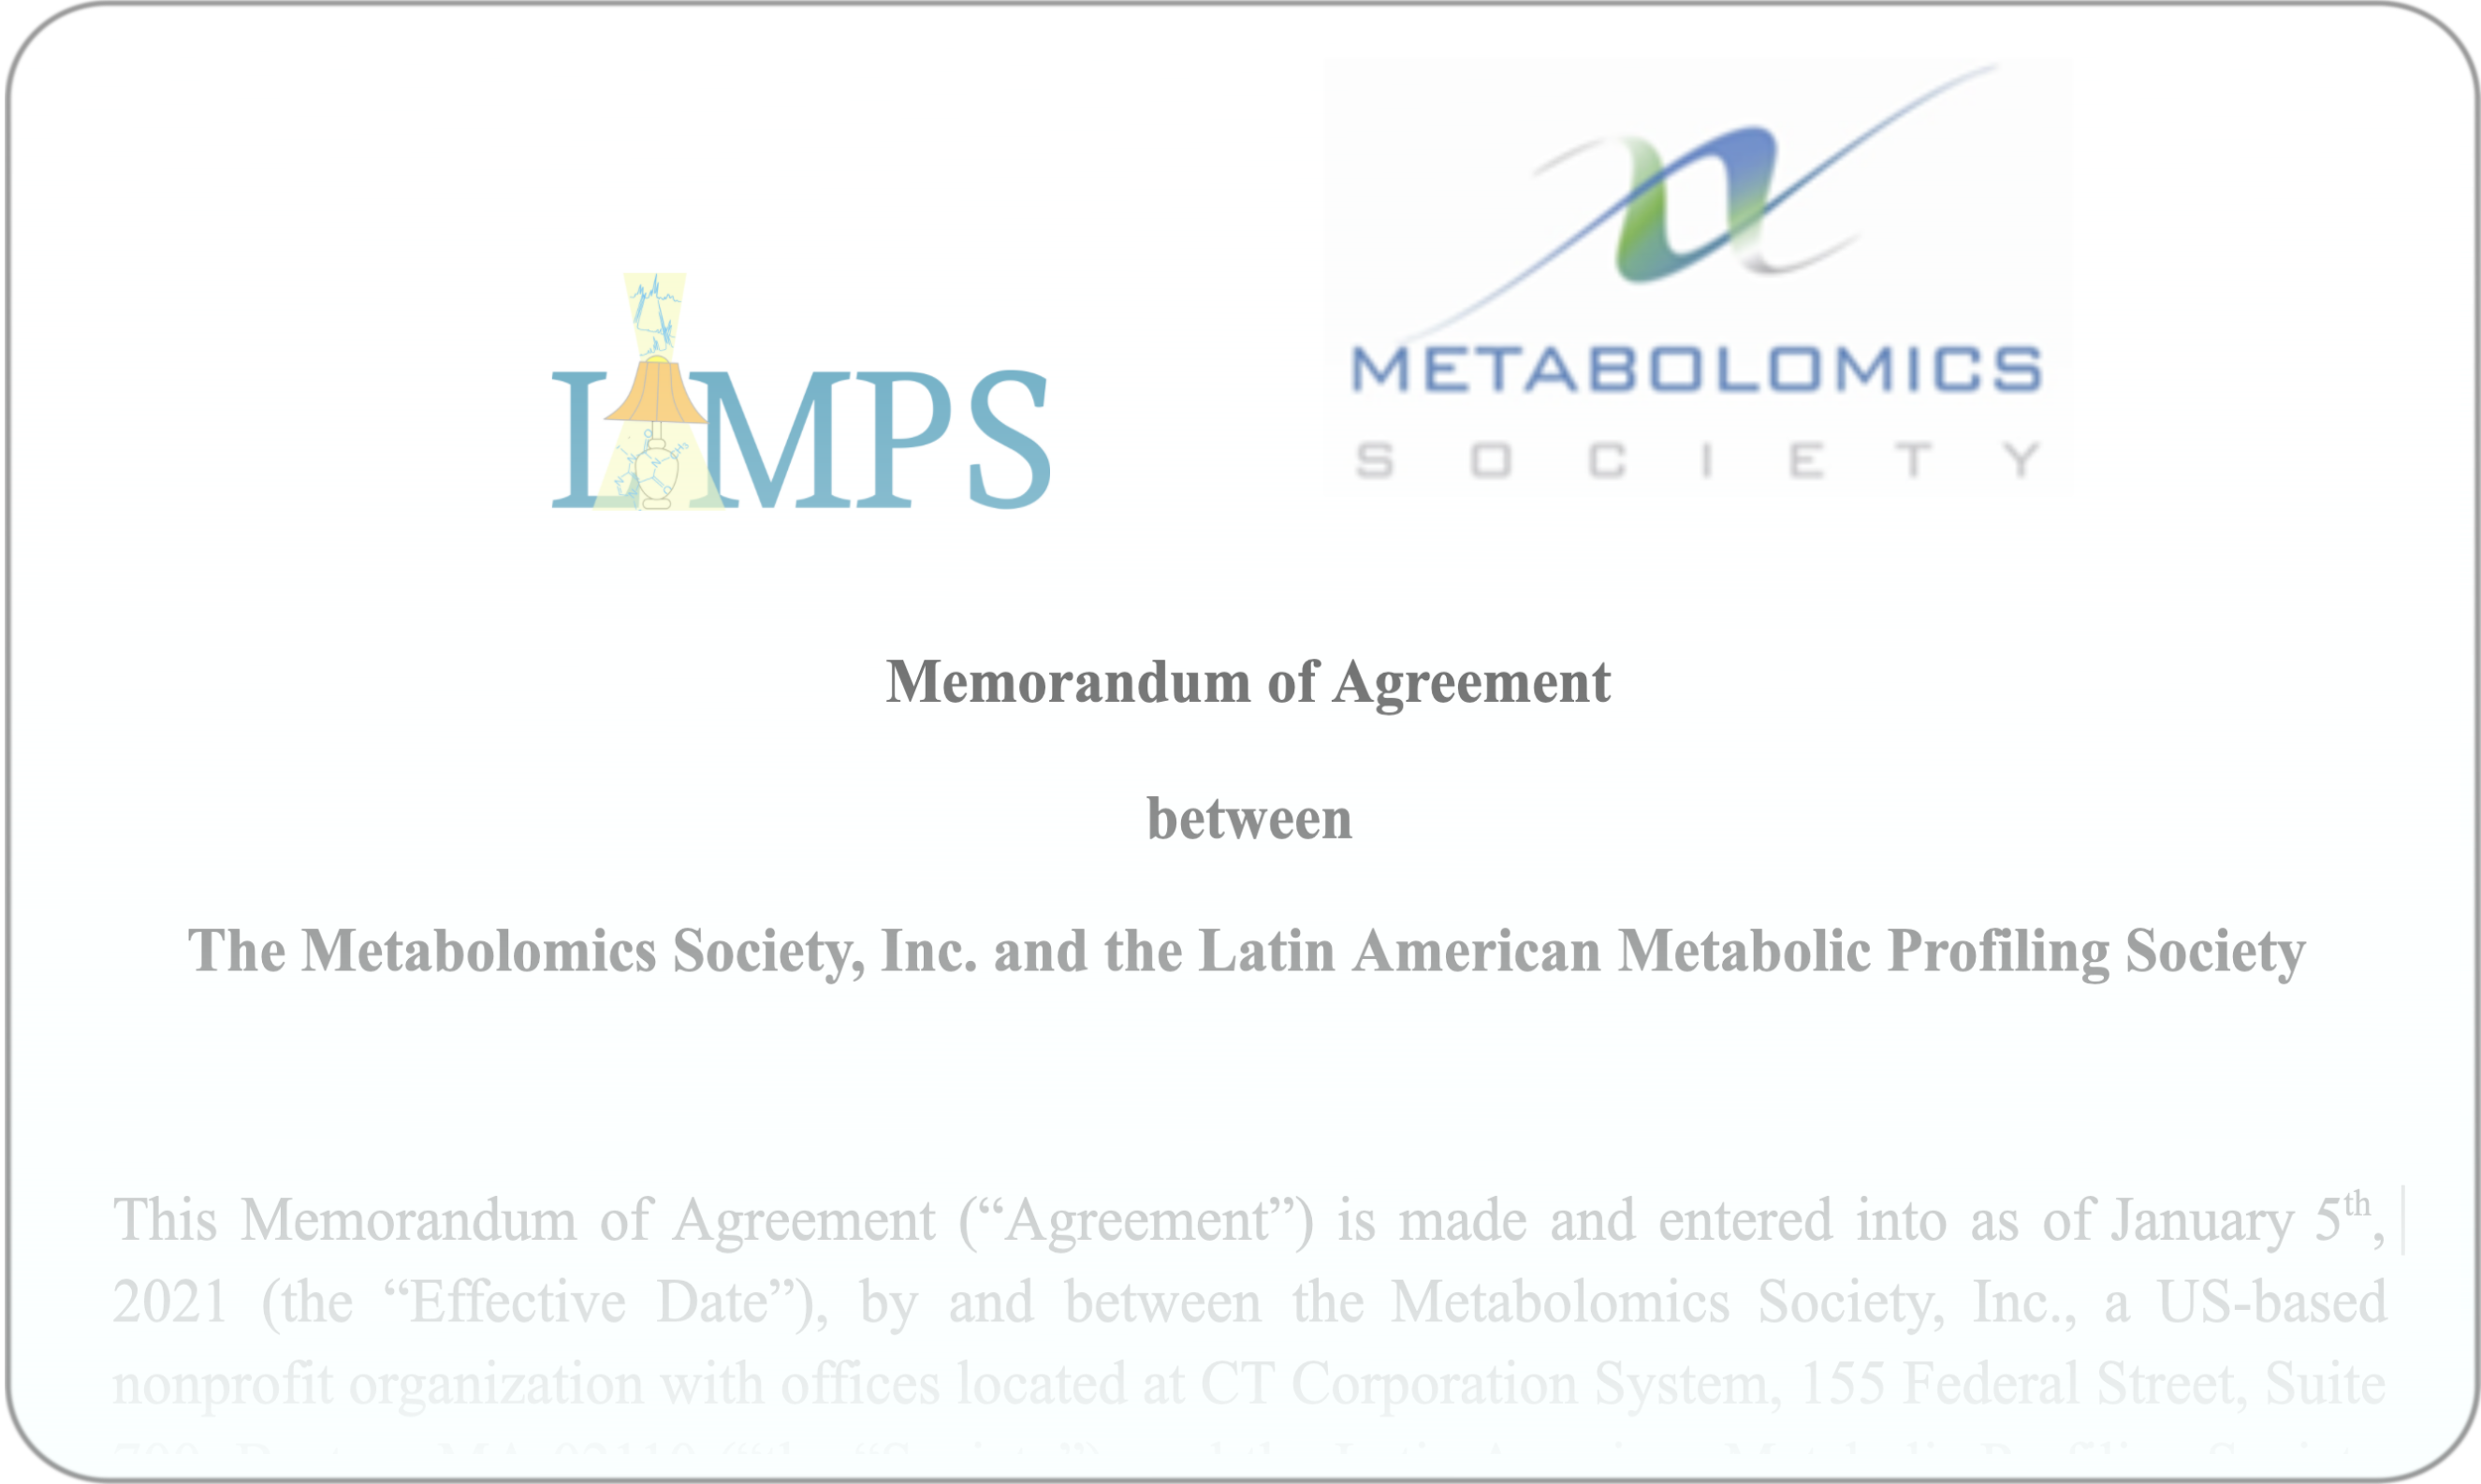 LAMPS
METABOLOMICS
SOCIETY
Memorandum of Agreement
between
The Metabolomics Society, Inc. and the Latin American Metabolic Profiling Society
This Memorandum of Agreement (“Agreement”) is made and entered into as of January 5th,
2021 (the “Effective Date”), by and between the Metabolomics Society, Inc., a US-based
nonprofit organization with offices located at CT Corporation System, 155 Federal Street, Suite